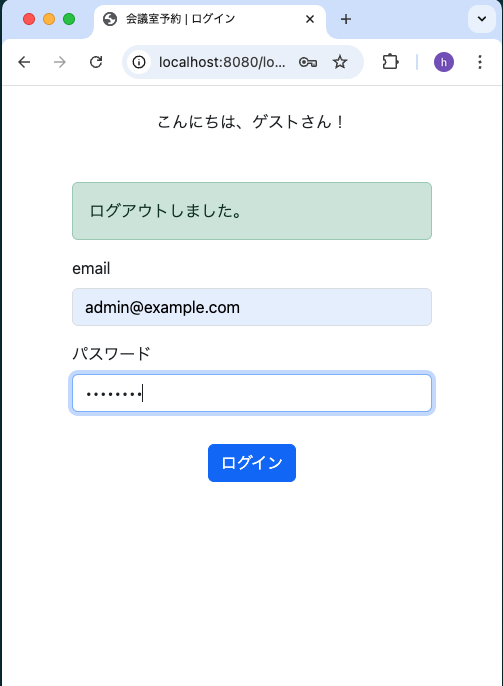 会議室予約 | ログイン
localhost:8080/lo...
h
こんにちは、ゲストさん！
ログアウトしました。
email
admin@example.com
パスワード
••••••••
ログイン